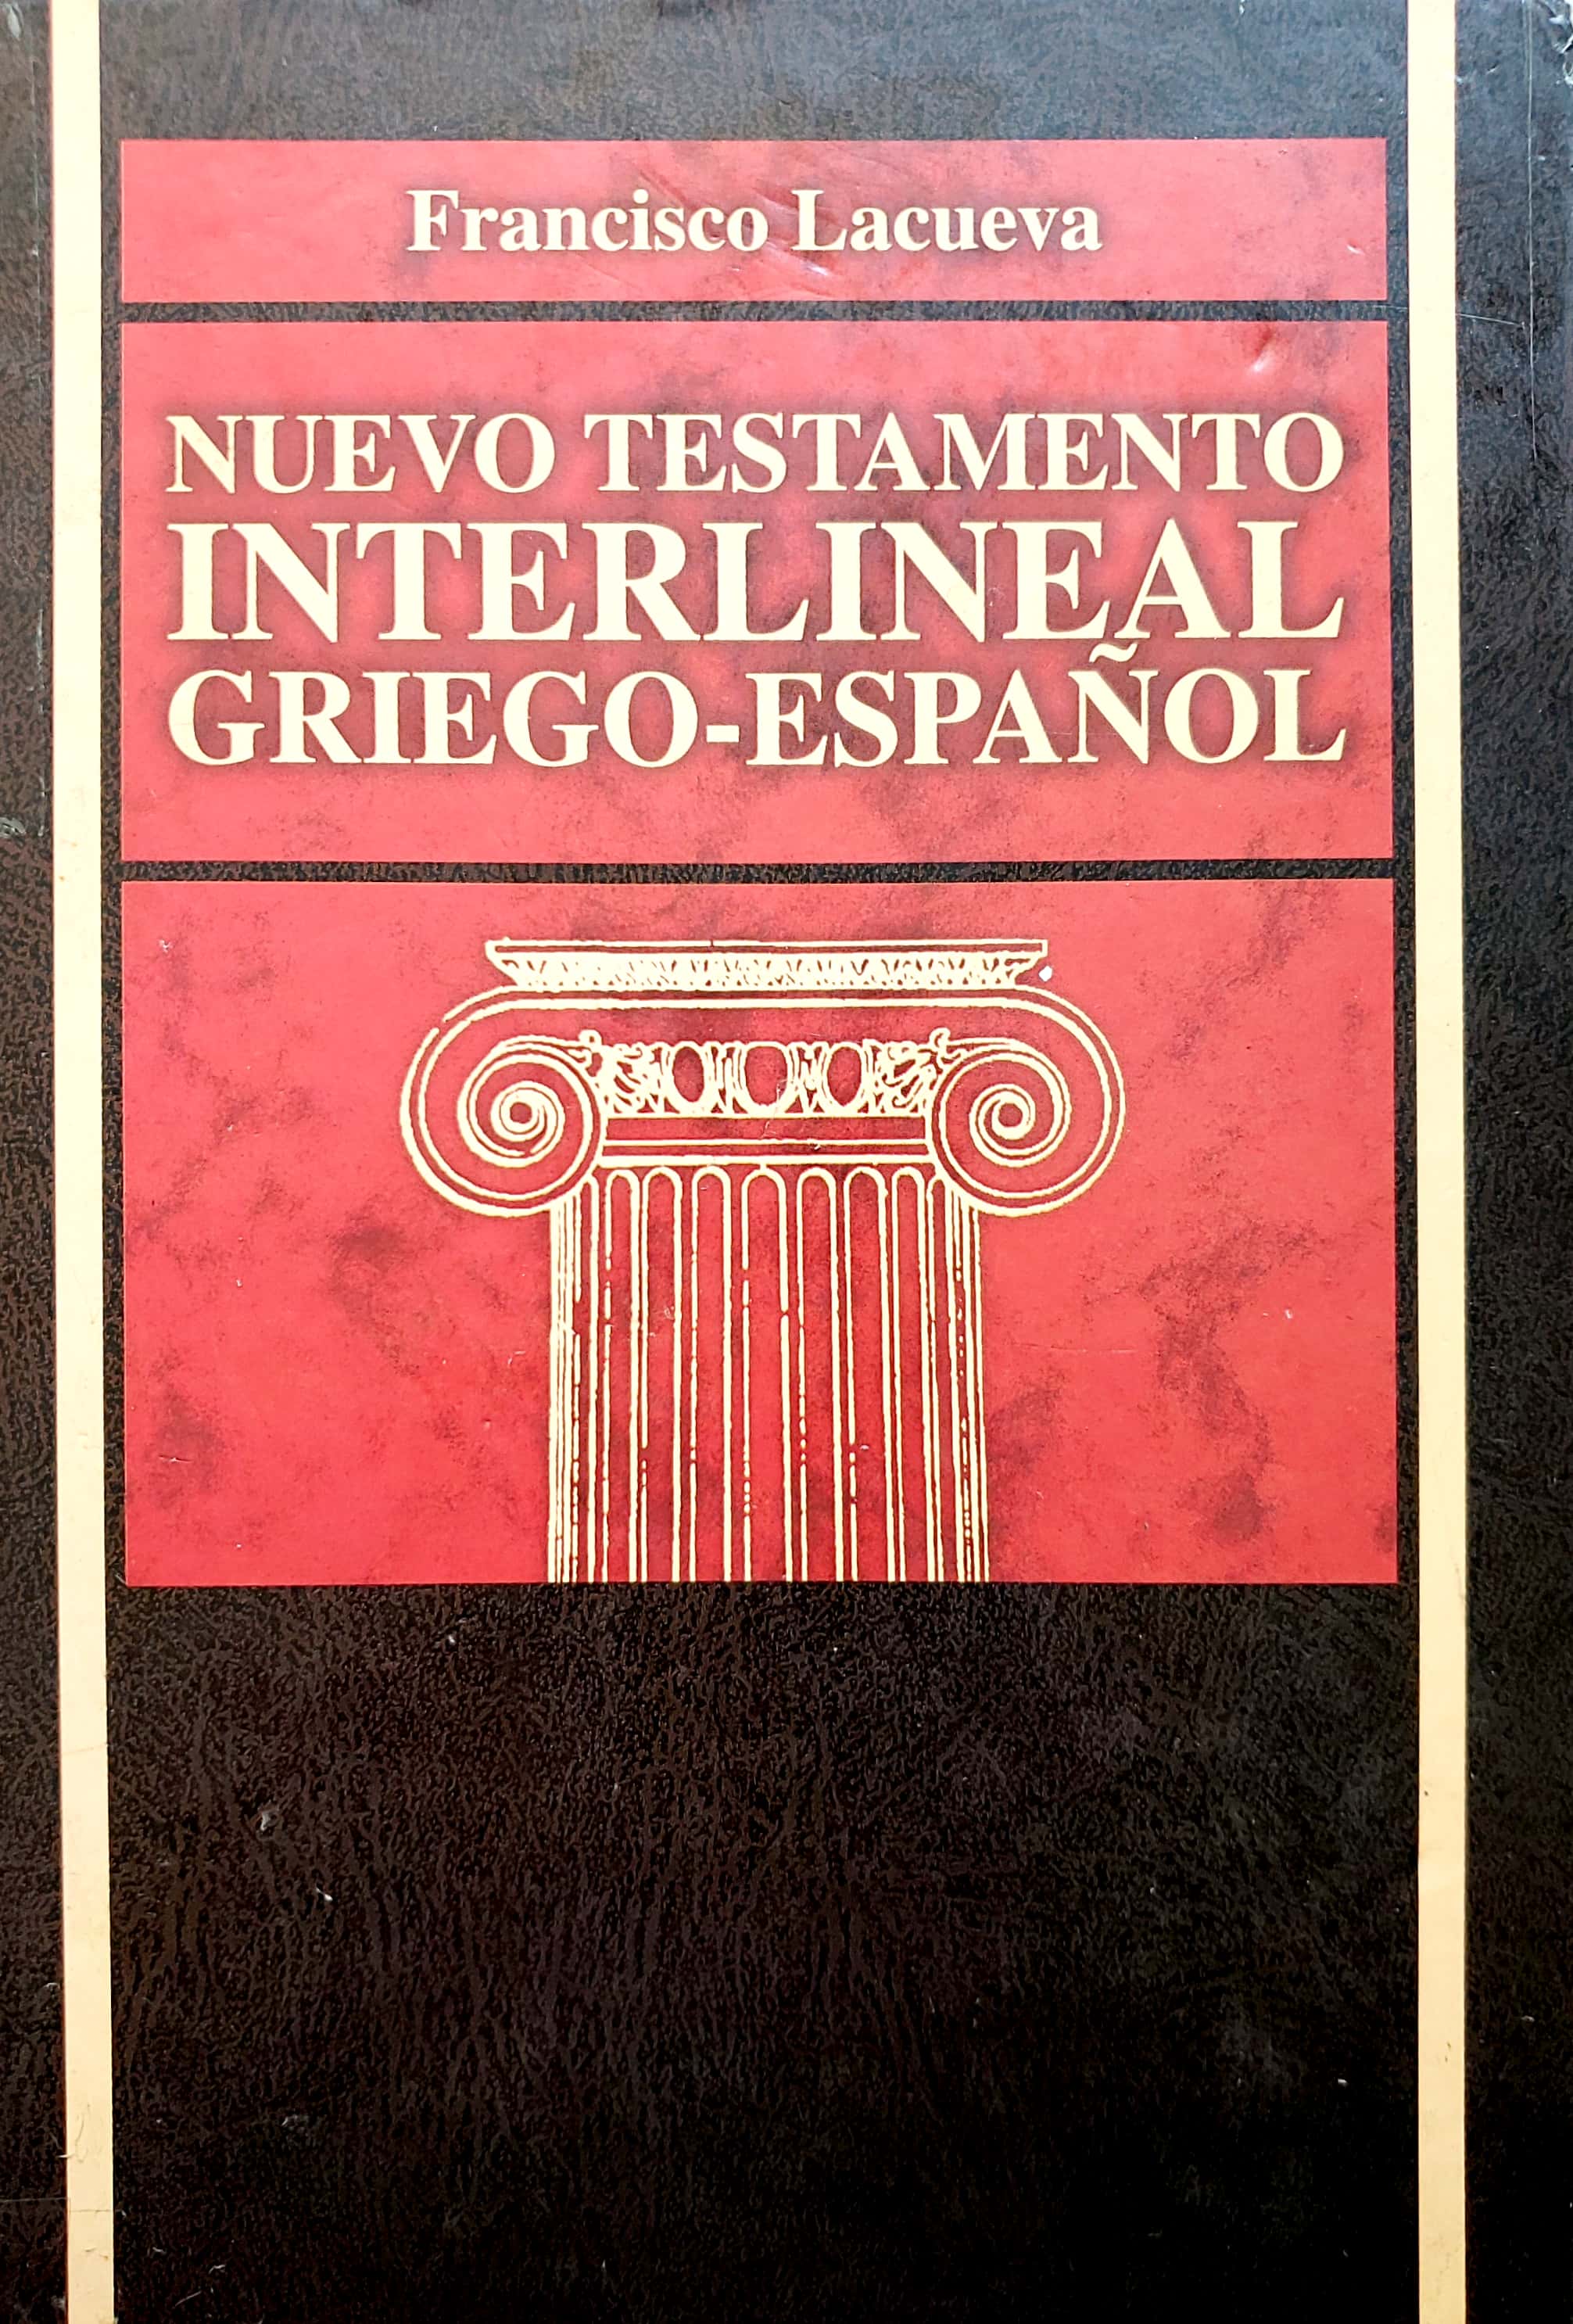 Francisco Lacueva
NUEVO TESTAMENTO
INTERLINEAL
GRIEGO-ESPAÑOL